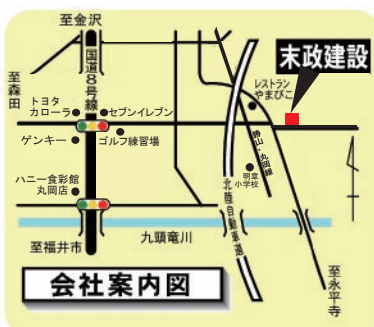 至金沢
国道8号線
至森田
トヨタ
カローラ
セブンイレブン
ゲンキー
ゴルフ練習場
ハニー食彩館
丸岡店
至福井市
九頭竜川
会社案内図
末政建設
レストラン
やまびこ
勝山・丸岡線
明章
小学校
北陸自動車道
至永平寺